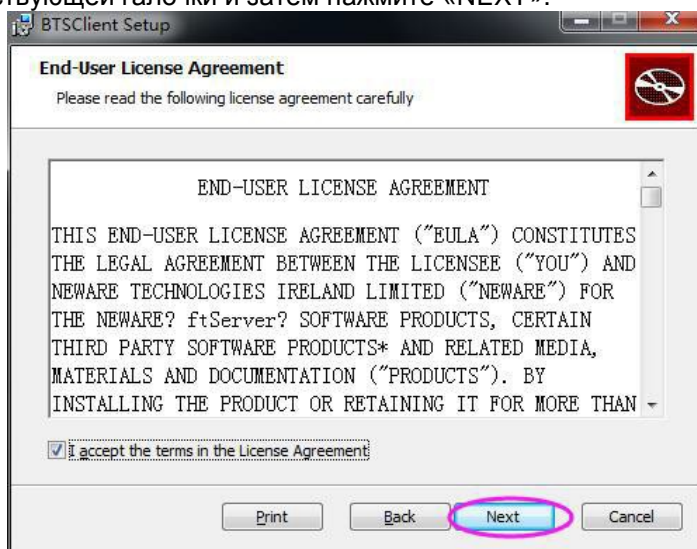 галочки и затем нажмите «NEXT».
BTSClient Setup
End-User License Agreement
Please read the following license agreement carefully
END-USER LICENSE AGREEMENT
THIS END-USER LICENSE AGREEMENT ("EULA") CONSTITUTES
THE LEGAL AGREEMENT BETWEEN THE LICENSEE ("YOU") AND
NEWARE TECHNOLOGIES IRELAND LIMITED ("NEWARE") FOR
THE NEWARE? ftServer? SOFTWARE PRODUCTS, CERTAIN
THIRD PARTY SOFTWARE PRODUCTS* AND RELATED MEDIA,
MATERIALS AND DOCUMENTATION ("PRODUCTS"). BY
INSTALLING THE PRODUCT OR RETAINING IT FOR MORE THAN
I accept the terms in the License Agreement
Print Back Next Cancel